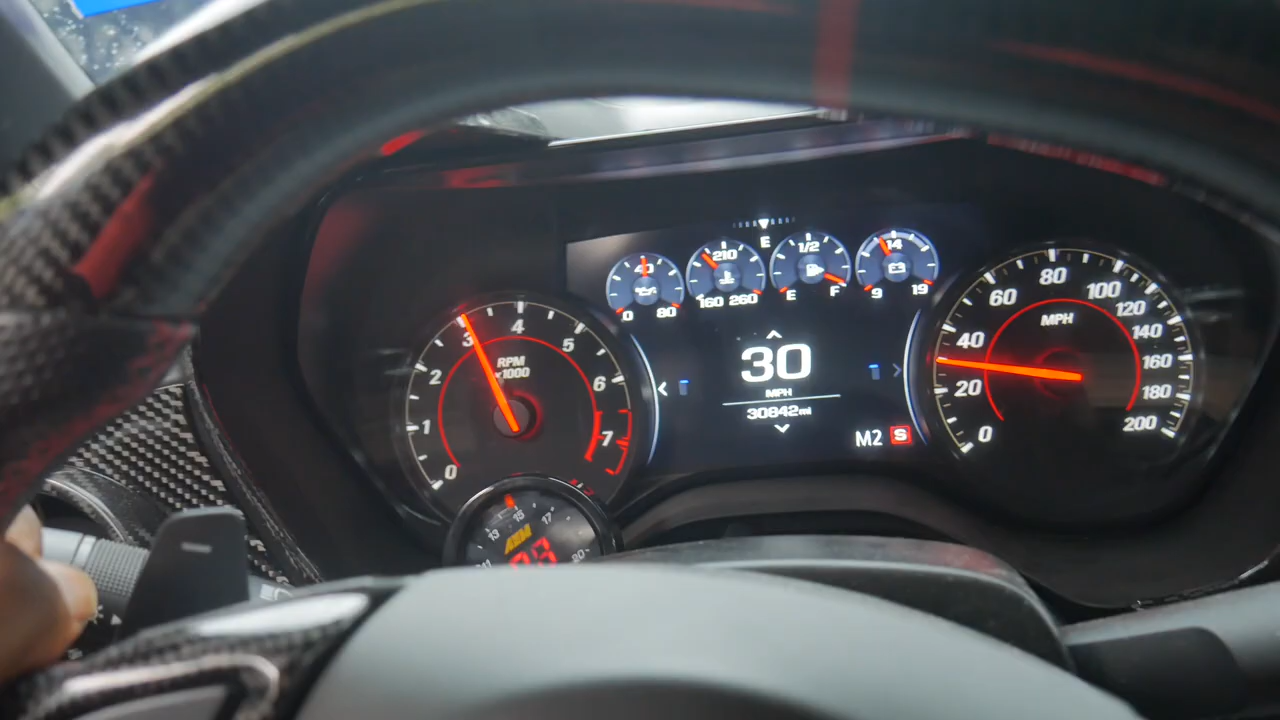 E
40
0 80
210
160 260
1/2
E F
14
9 19
30
MPH
30842mi
M2 S
0 1 2 3 4 5 6 7
RPM
x1000
0 20 40 60 80 100 120 140 160 180 200
MPH
13 15 17
AEM